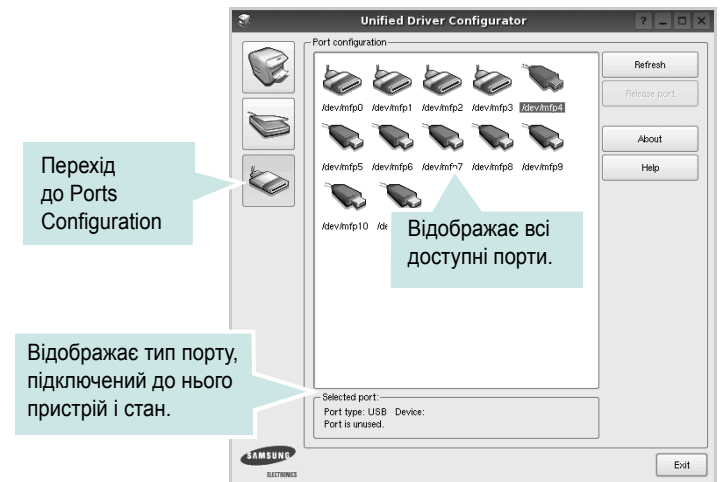 Unified Driver Configurator
Port configuration
/dev/mfp0 /dev/mfp1 /dev/mfp2 /dev/mfp3 /dev/mfp4
/dev/mfp5 /dev/mfp6 /dev/mfp7 /dev/mfp8 /dev/mfp9
/dev/mfp10
Refresh
Release port
About
Help
Перехід
до Ports
Configuration
Відображає всі
доступні порти.
Відображає тип порту,
підключений до нього
пристрій і стан.
Selected port:
Port type: USB Device:
Port is unused.
SAMSUNG
ELECTRONICS
Exit